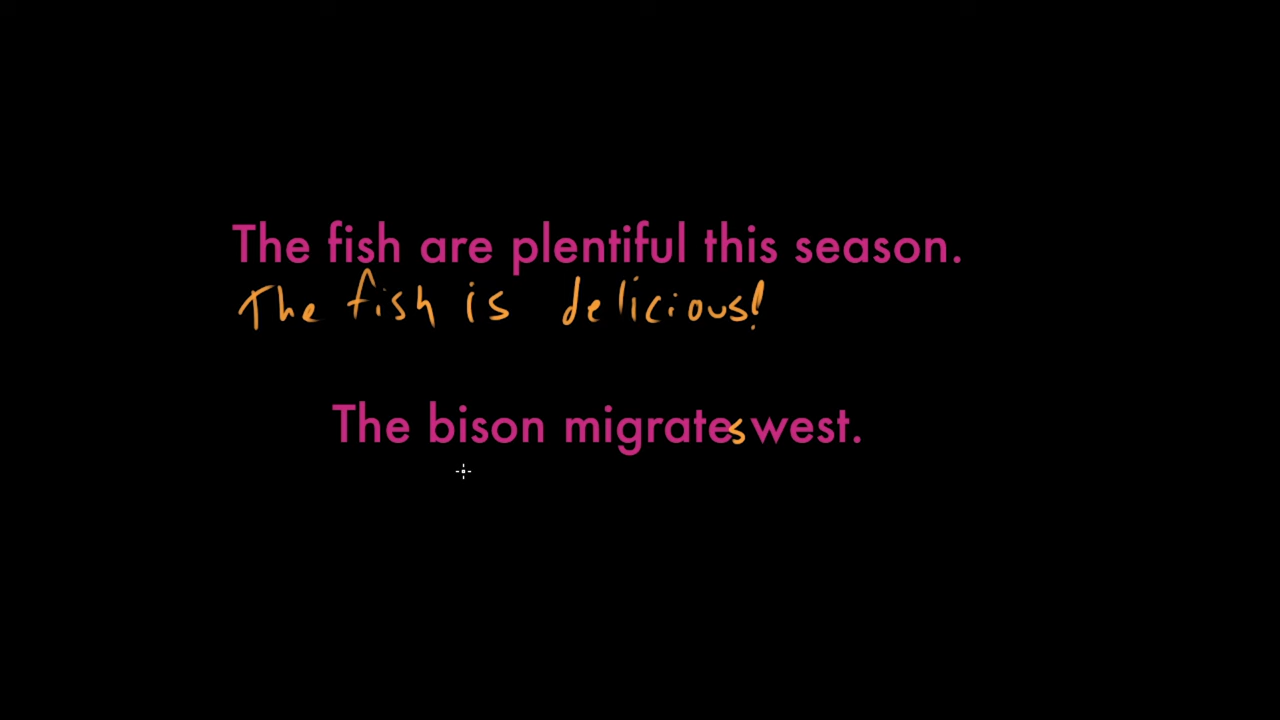 The fish are plentiful this season.
The fish is delicious!
The bison migrates west.